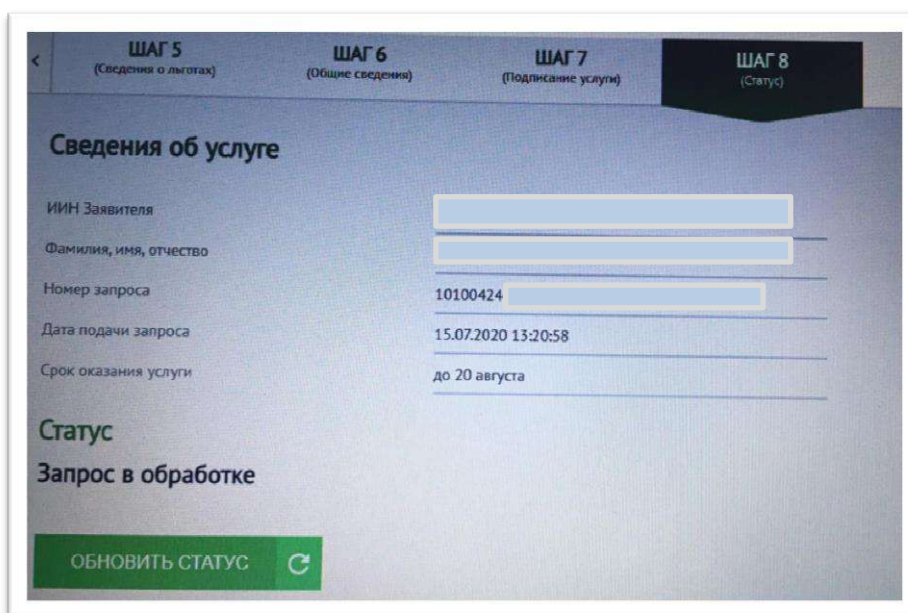 ШАГ 5
(Сведения о льготах)
ШАГ 6
(Общие сведения)
ШАГ 7
(Подписание услуги)
ШАГ 8
(Статус)
Сведения об услуге
ИИН Заявителя
Фамилия, имя, отчество
Номер запроса
10100424
Дата подачи запроса
15.07.2020 13:20:58
Срок оказания услуги
до 20 августа
Статус
Запрос в обработке
ОБНОВИТЬ СТАТУС